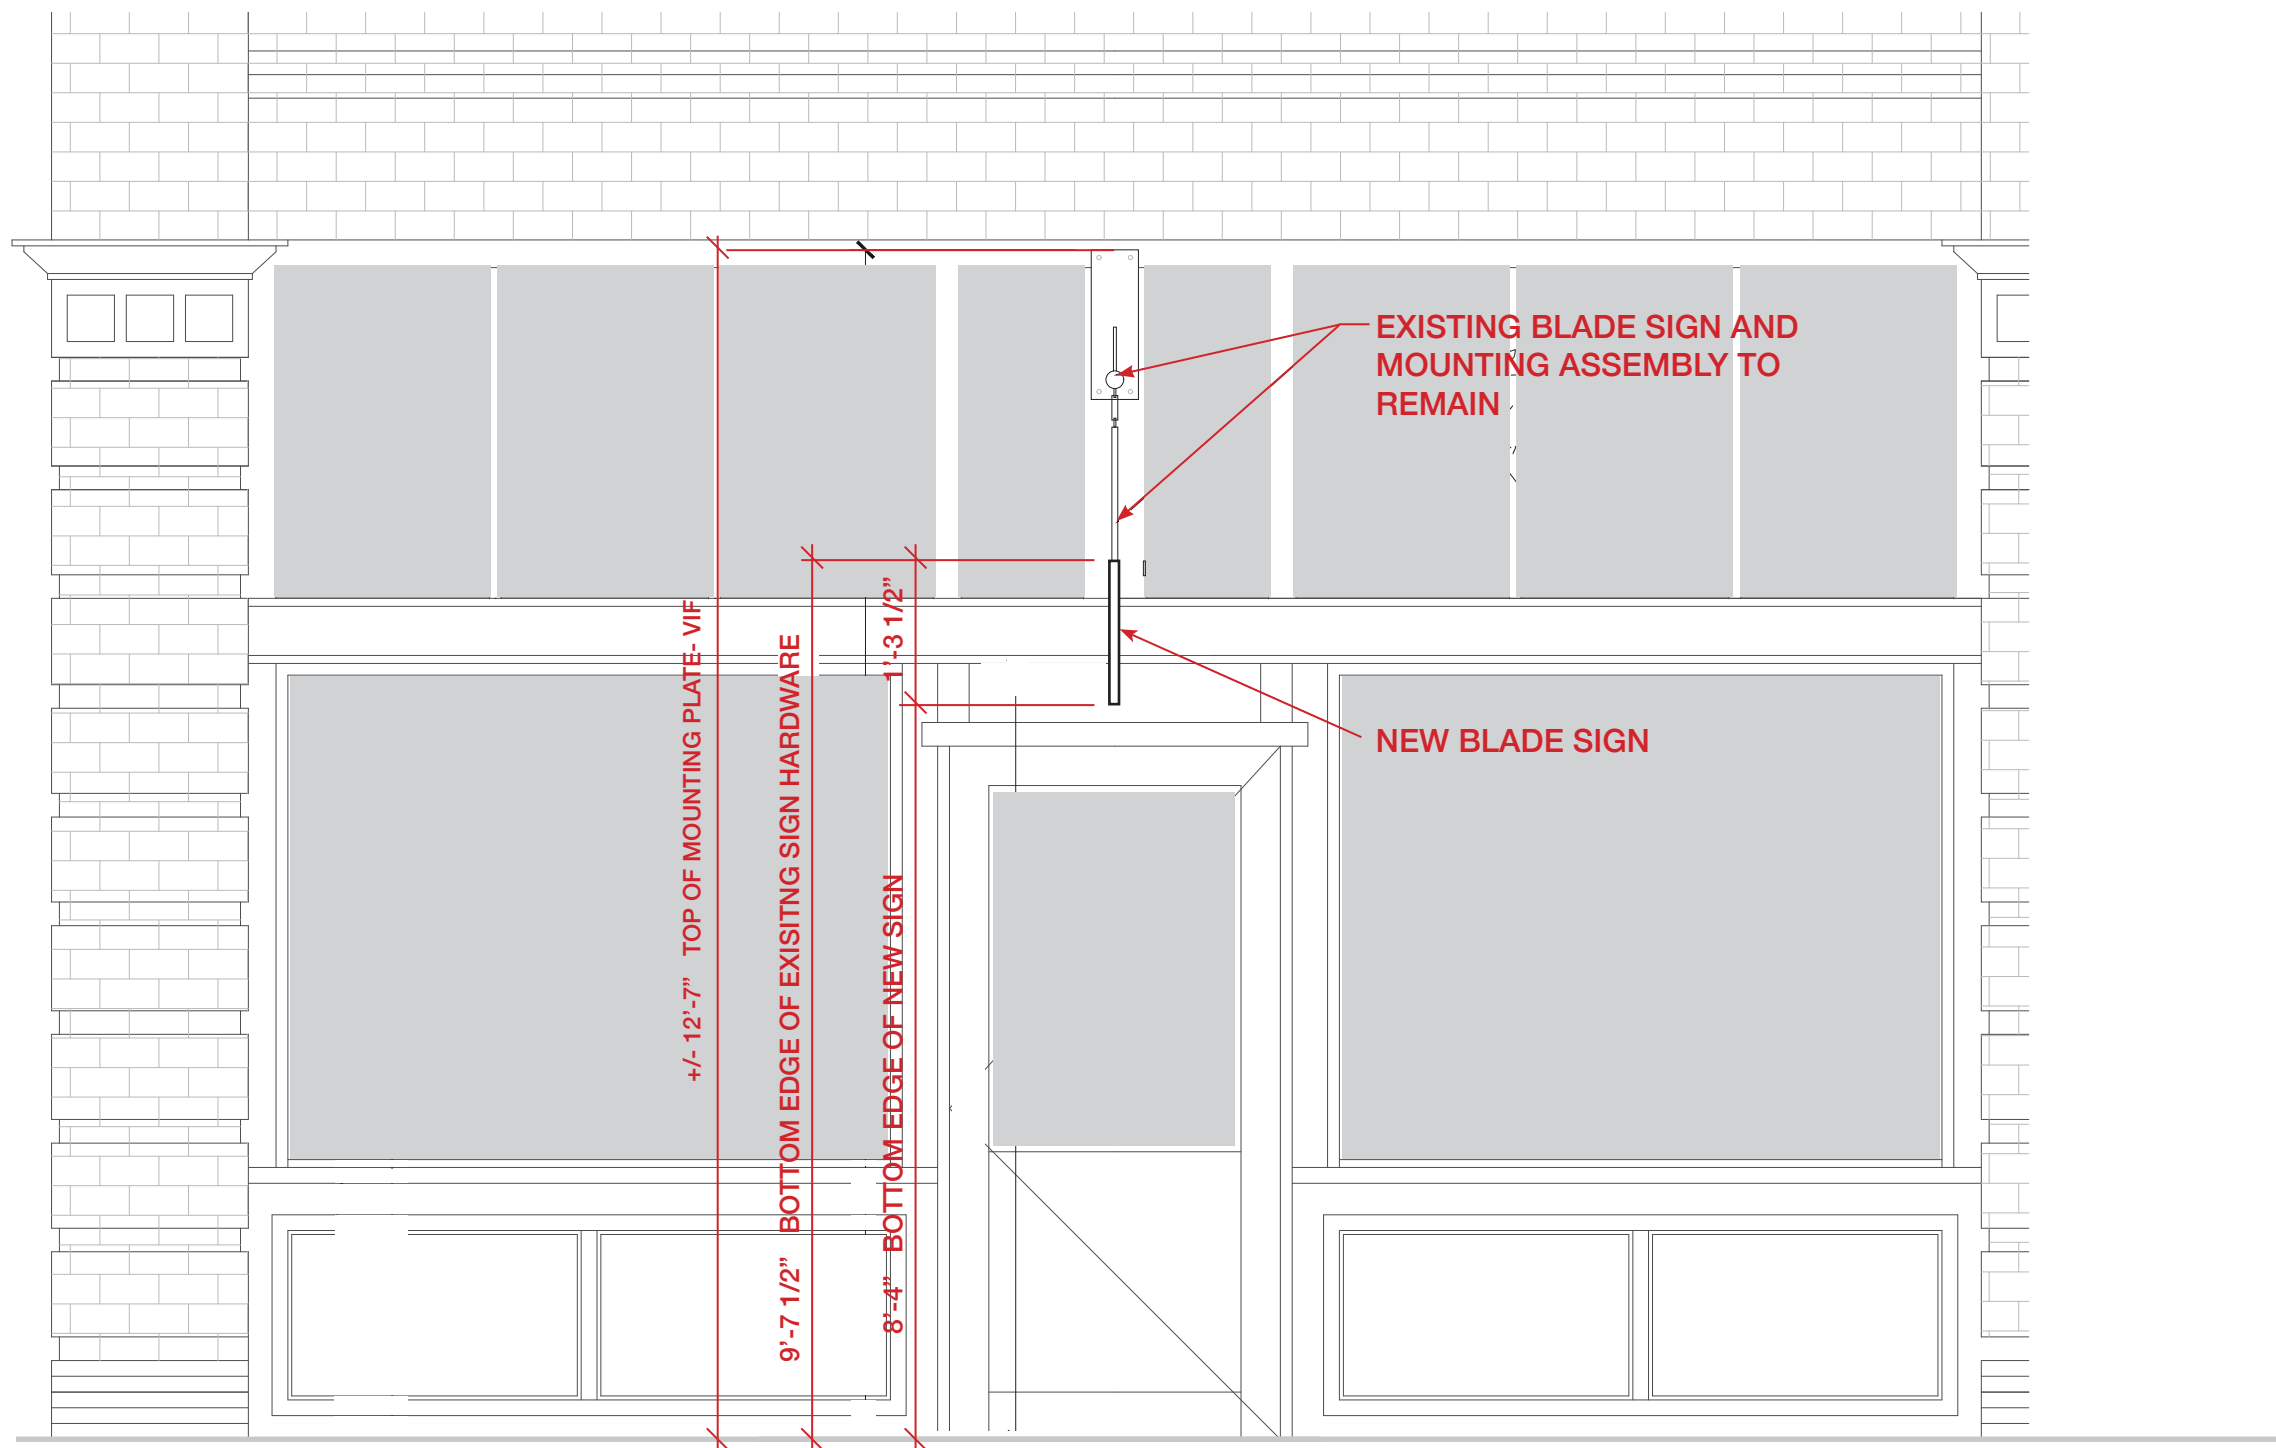 EXISTING BLADE SIGN AND
MOUNTING ASSEMBLY TO
REMAIN
NEW BLADE SIGN
+/- 12'-7” TOP OF MOUNTING PLATE- VIF
9'-7 1/2” BOTTOM EDGE OF EXISITNG SIGN HARDWARE
8'-4” BOTTOM EDGE OF NEW SIGN
1'-3 1/2”